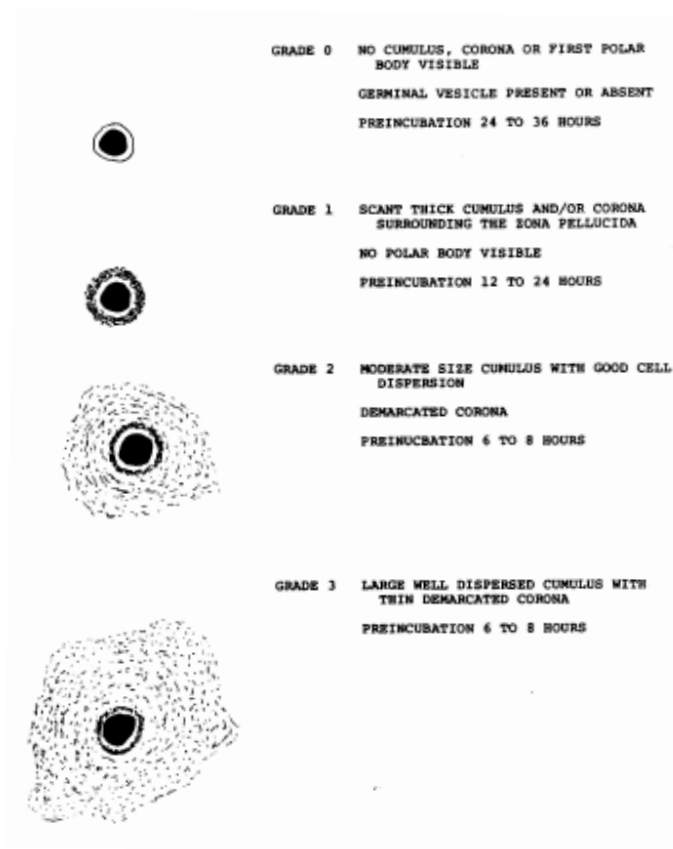 GRADE 0 NO CUMULUS, CORONA OR FIRST POLAR
BODY VISIBLE
GERMINAL VESICLE PRESENT OR ABSENT
PREINCUBATION 24 TO 36 HOURS
GRADE 1 SCANT THICK CUMULUS AND/OR CORONA
SURROUNDING THE ZONA PELLUCIDA
NO POLAR BODY VISIBLE
PREINCUBATION 12 TO 24 HOURS
GRADE 2 MODERATE SIZE CUMULUS WITH GOOD CELL
DISPERSION
DEMARCATED CORONA
PREINUCBATION 6 TO 8 HOURS
GRADE 3 LARGE WELL DISPERSED CUMULUS WITH
THIN DEMARCATED CORONA
PREINCUBATION 6 TO 8 HOURS